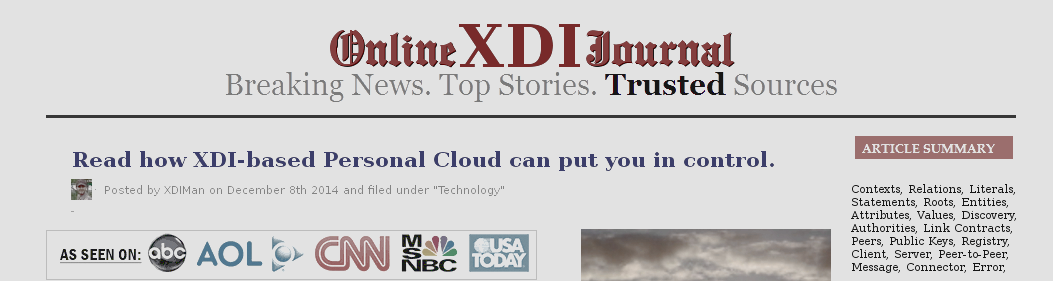 Online XDI Journal
Breaking News. Top Stories. Trusted Sources
Read how XDI-based Personal Cloud can put you in control.
Posted by XDIMan on December 8th 2014 and filed under "Technology"
-
AS SEEN ON: abc AOL CNN MSNBC USA TODAY
ARTICLE SUMMARY
Contexts, Relations, Literals,
Statements, Roots, Entities,
Attributes, Values, Discovery,
Authorities, Link Contracts,
Peers, Public Keys, Registry,
Client, Server, Peer-to-Peer,
Message, Connector, Error,